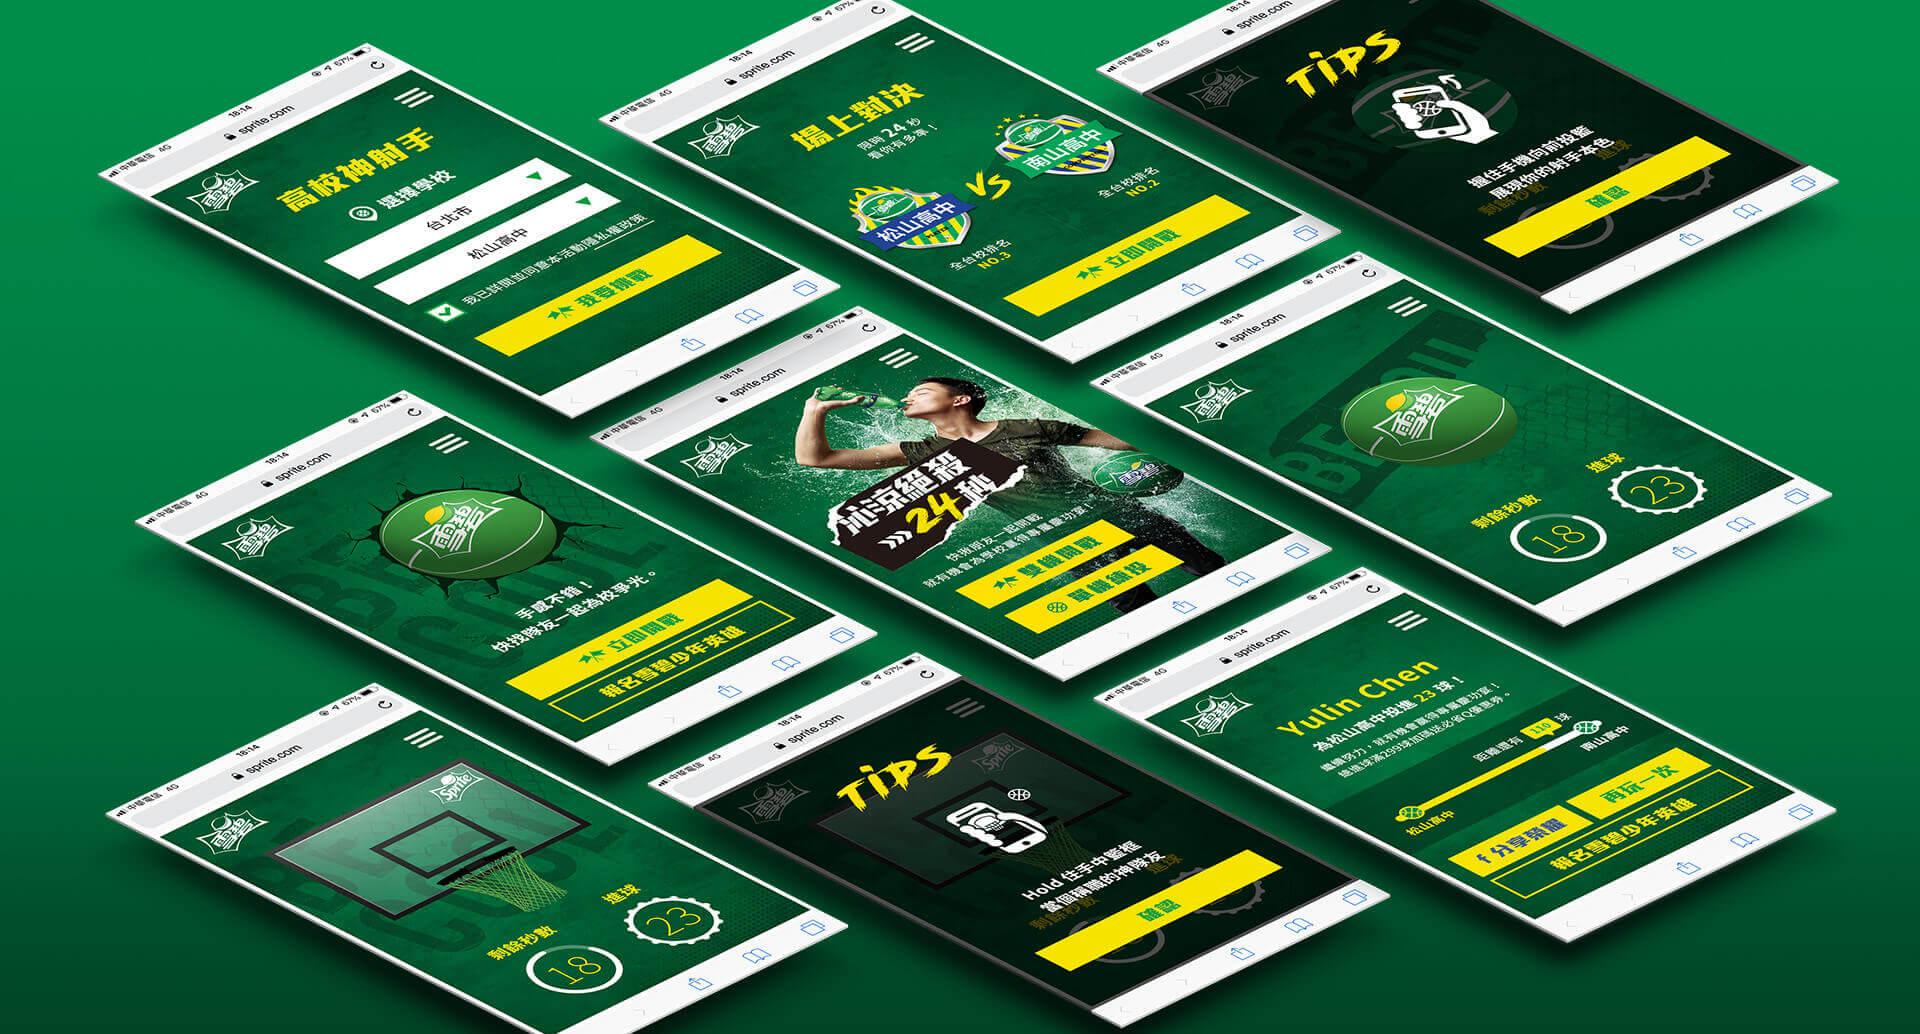 中華電信 4G
18:14
67%
sprite.com
雪碧
高校神射手
選擇學校
台北市
松山高中
我已詳閱並同意本活動隱私權政策
我要挑戰
中華電信 4G
18:14
67%
sprite.com
雪碧
場上對決
限時 24 秒
看你有多準!
南山高中
VS
松山高中
全台校排名
NO.2
全台校排名
NO.3
立即開戰
中華電信 4G
18:14
sprite.com
雪碧
TIPS
握住手機向前投籃
展現你的射手本色
進球
剩餘秒數
確認
中華電信 4G
18:14
67%
sprite.com
雪碧
雪碧
手感不錯!
快找隊友一起為校爭光。
立即開戰
報名雪碧少年英雄
中華電信 4G
18:14
67%
sprite.com
雪碧
雪碧
沁涼絕殺
24秒
快揪朋友一起開戰
就有機會為學校贏得專屬慶功宴!
雙機開戰
單機練投
中華電信 4G
18:14
67%
sprite.com
雪碧
雪碧
進球
23
剩餘秒數
18
中華電信 4G
18:14
67%
sprite.com
雪碧
Sprite
進球
23
剩餘秒數
18
中華電信 4G
18:14
67%
sprite.com
雪碧
Sprite
TIPS
Hold 住手中籃框
當個稱職的神隊友
進球
剩餘秒數
確認
中華電信 4G
18:14
67%
sprite.com
雪碧
Yulin Chen
為松山高中投進 23 球!
繼續努力,就有機會贏得專屬慶功宴!
總進球滿299球加碼送必省Q優惠券。
距離還有 110 球
南山高中
松山高中
f 分享榮耀
再玩一次
報名雪碧少年英雄